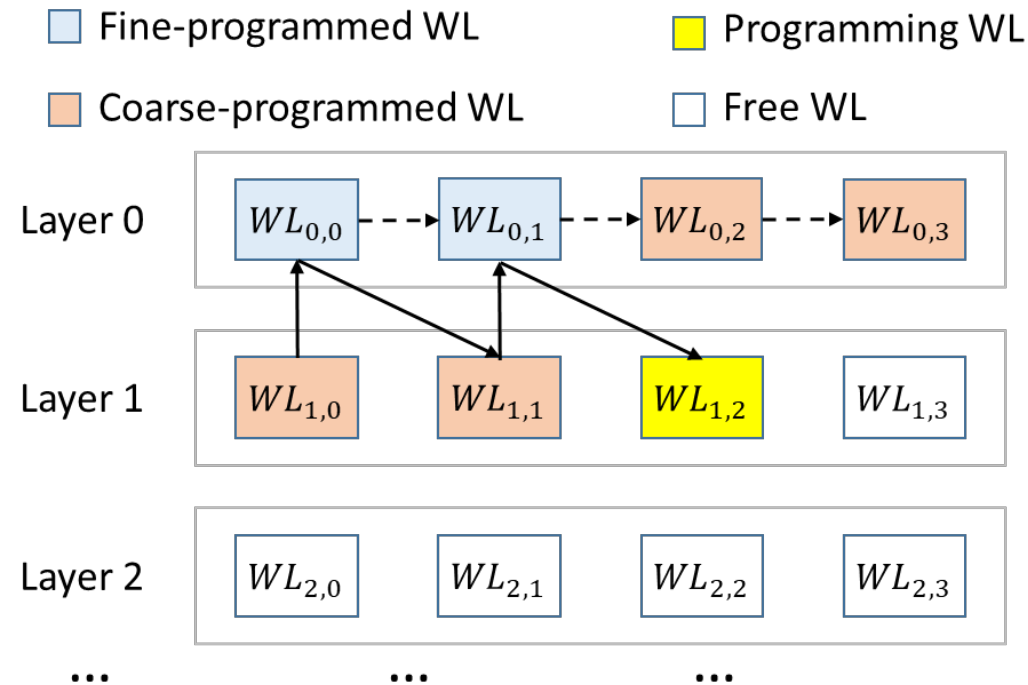 Fine-programmed WL Programming WL
Coarse-programmed WL Free WL
Layer 0 WL₀,₀ WL₀,₁ WL₀,₂ WL₀,₃
Layer 1 WL₁,₀ WL₁,₁ WL₁,₂ WL₁,₃
Layer 2 WL₂,₀ WL₂,₁ WL₂,₂ WL₂,₃
... ... ...